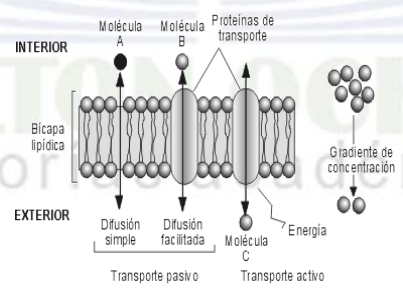 Molécula
A
Molécula
B
Proteínas de
transporte
INTERIOR
Bicapa
lipídica
Gradiente de
concentración
EXTERIOR
Difusión
simple
Difusión
facilitada
Molécula
C
Energía
Transporte pasivo
Transporte activo